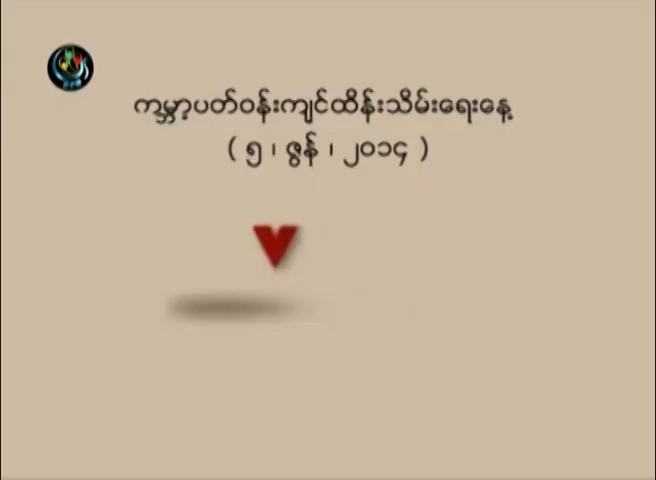 ကမ္ဘာ့ပတ်ဝန်းကျင်ထိန်းသိမ်းရေးနေ့
( ၅ ၊ ဇွန် ၊ ၂၀၁၄ )